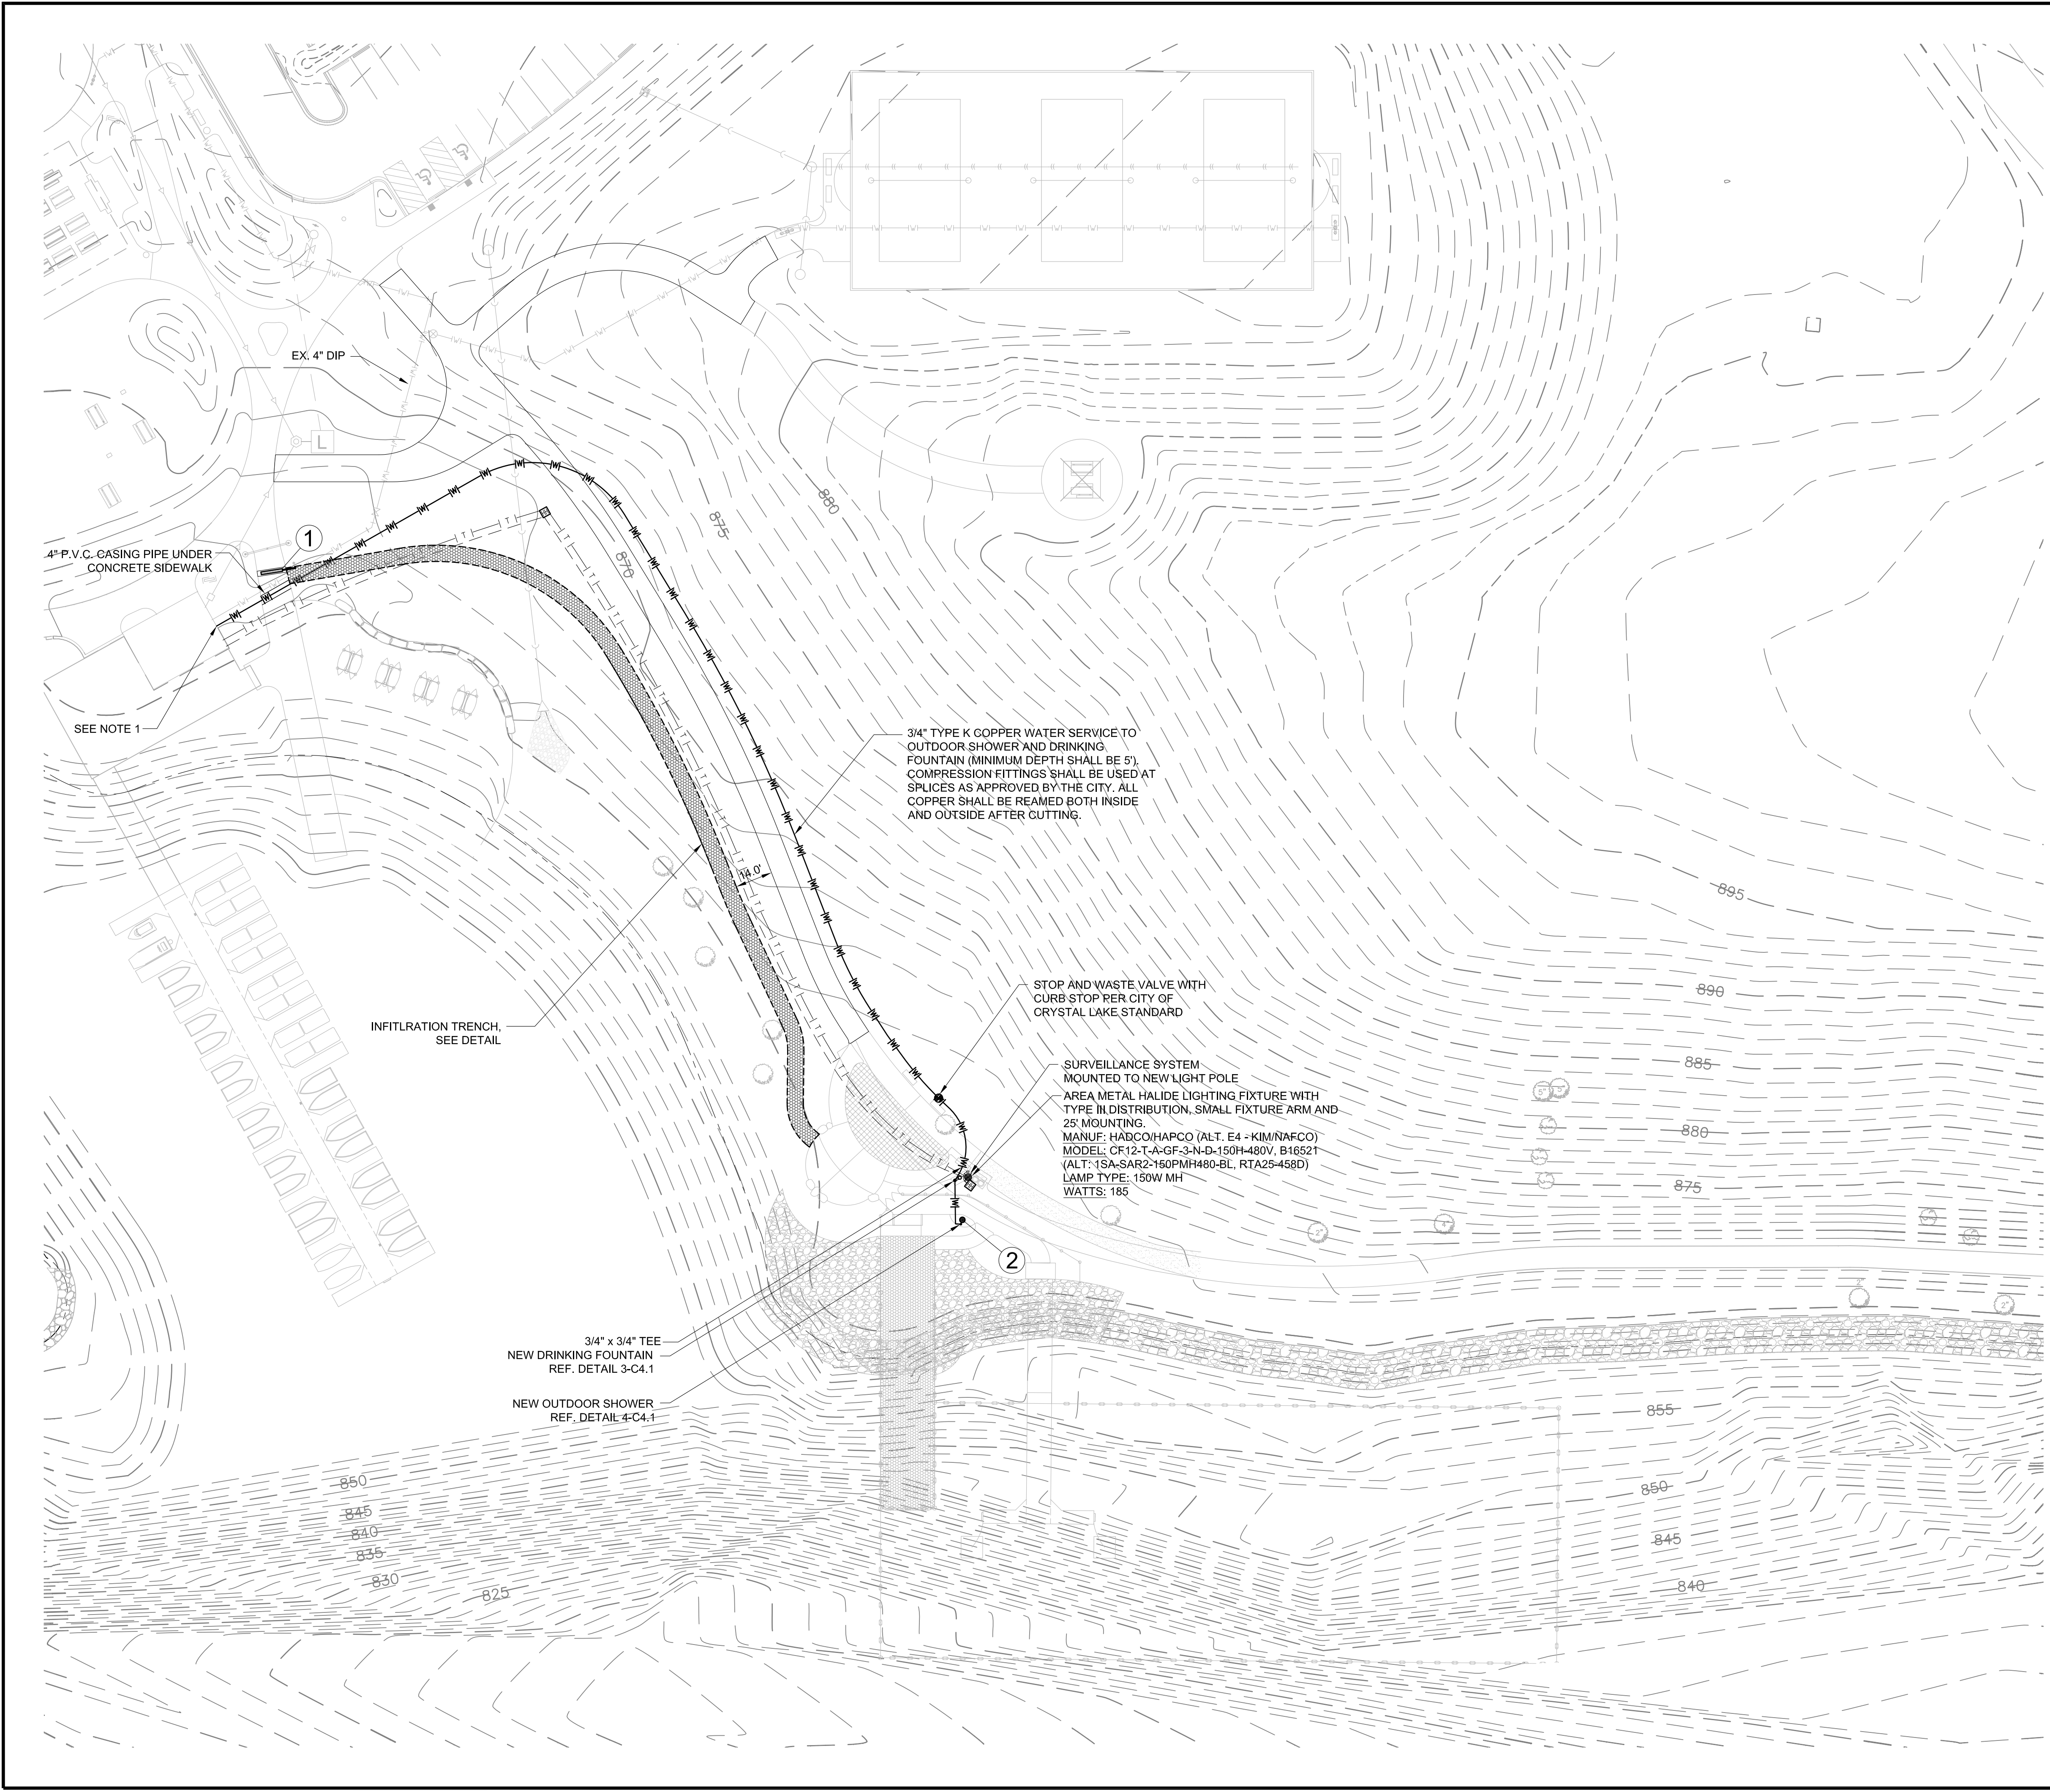 EX. 4" DIP
L
880
875
1
4" P.V.C. CASING PIPE UNDER
CONCRETE SIDEWALK
870
SEE NOTE 1
3/4" TYPE K COPPER WATER SERVICE TO
OUTDOOR SHOWER AND DRINKING
FOUNTAIN (MINIMUM DEPTH SHALL BE 5').
COMPRESSION FITTINGS SHALL BE USED AT
SPLICES AS APPROVED BY THE CITY. ALL
COPPER SHALL BE REAMED BOTH INSIDE
AND OUTSIDE AFTER CUTTING.
14.0'
895
STOP AND WASTE VALVE WITH
CURB STOP PER CITY OF
CRYSTAL LAKE STANDARD
890
INFITLRATION TRENCH,
SEE DETAIL
SURVEILLANCE SYSTEM
MOUNTED TO NEW LIGHT POLE
885
AREA METAL HALIDE LIGHTING FIXTURE WITH
TYPE III DISTRIBUTION, SMALL FIXTURE ARM AND
25' MOUNTING.
MANUF: HADCO/HAPCO (ALT. E4 - KIM/NAFCO)
MODEL: CF12-T-A-GF-3-N-D-150H-480V, B16521
(ALT: 1SA-SAR2-150PMH480-BL, RTA25-458D)
LAMP TYPE: 150W MH
WATTS: 185
880
875
2
3/4" x 3/4" TEE
NEW DRINKING FOUNTAIN
REF. DETAIL 3-C4.1
NEW OUTDOOR SHOWER
REF. DETAIL 4-C4.1
855
850
850
845
840
835
830
825
845
840